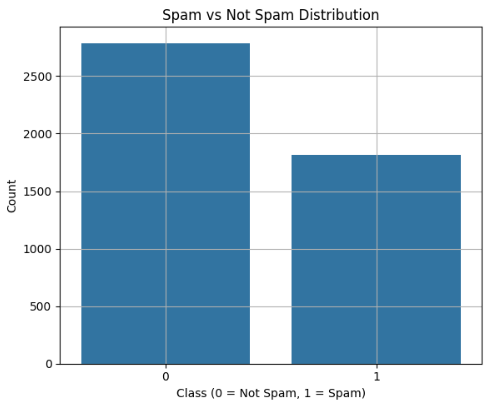 Spam vs Not Spam Distribution
2500
2000
1500
1000
500
0
Count
0 1
Class (0 = Not Spam, 1 = Spam)